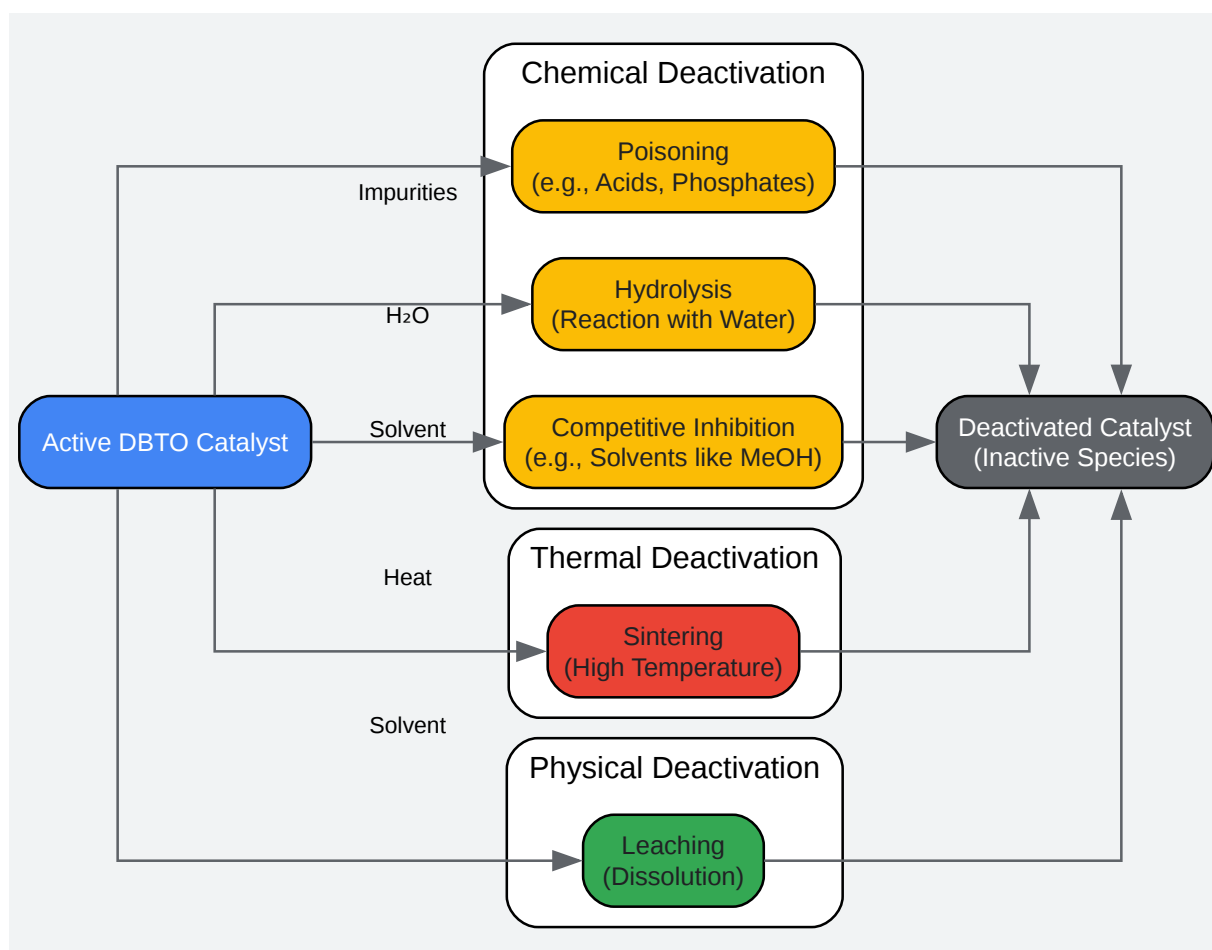 Chemical Deactivation
Poisoning
(e.g., Acids, Phosphates)
Impurities
Hydrolysis
(Reaction with Water)
H₂O
Active DBTO Catalyst
Solvent
Competitive Inhibition
(e.g., Solvents like MeOH)
Deactivated Catalyst
(Inactive Species)
Thermal Deactivation
Heat
Sintering
(High Temperature)
Solvent
Physical Deactivation
Leaching
(Dissolution)